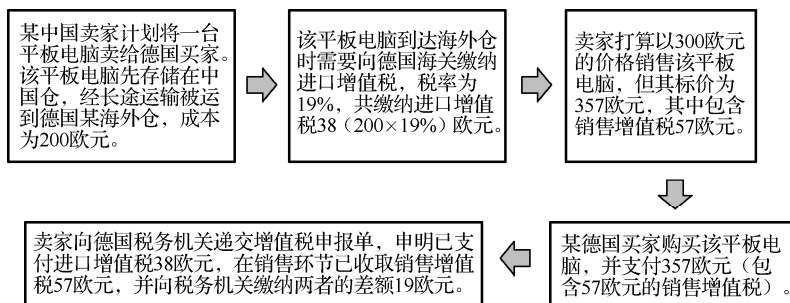 某中国卖家计划将一台
平板电脑卖给德国买家。
该平板电脑先存储在中
国仓，经长途运输被运
到德国某海外仓，成本
为200欧元。
该平板电脑到达海外仓
时需要向德国海关缴纳
进口增值税，税率为
19%，共缴纳进口增值
税38（200×19%）欧元。
卖家打算以300欧元
的价格销售该平板
电脑，但其标价为
357欧元，其中包含
销售增值税57欧元。
某德国买家购买该平板电
脑，并支付357欧元（包
含57欧元的销售增值税）。
卖家向德国税务机关递交增值税申报单，申明已支
付进口增值税38欧元，在销售环节已收取销售增值
税57欧元，并向税务机关缴纳两者的差额19欧元。